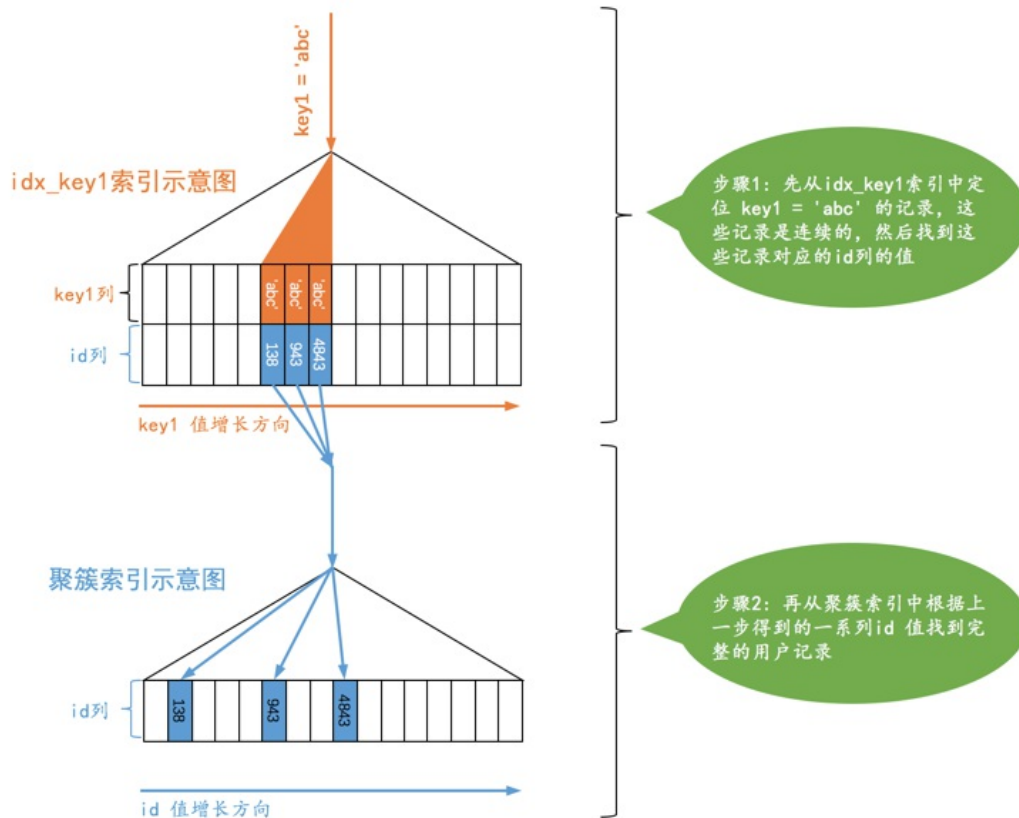 key1 = 'abc'
idx_key1索引示意图
步骤1: 先从idx_key1索引中定
位 key1 = 'abc' 的记录, 这
些记录是连续的, 然后找到这
些记录对应的id列的值
key1列
'abc'
'abc'
'abc'
id列
138
943
4843
key1 值增长方向
聚簇索引示意图
步骤2: 再从聚簇索引中根据上
一步得到的一系列id 值找到完
整的用户记录
id列
138
943
4843
id 值增长方向